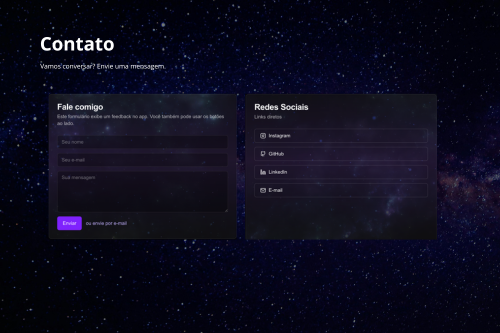 Contato
Vamos conversar? Envie uma mensagem.
Fale comigo
Este formulário exibe um feedback no app. Você também pode usar os botões
ao lado.
Seu nome
Seu e-mail
Sua mensagem
Enviar
ou envie por e-mail
Redes Sociais
Links diretos
Instagram
GitHub
LinkedIn
E-mail